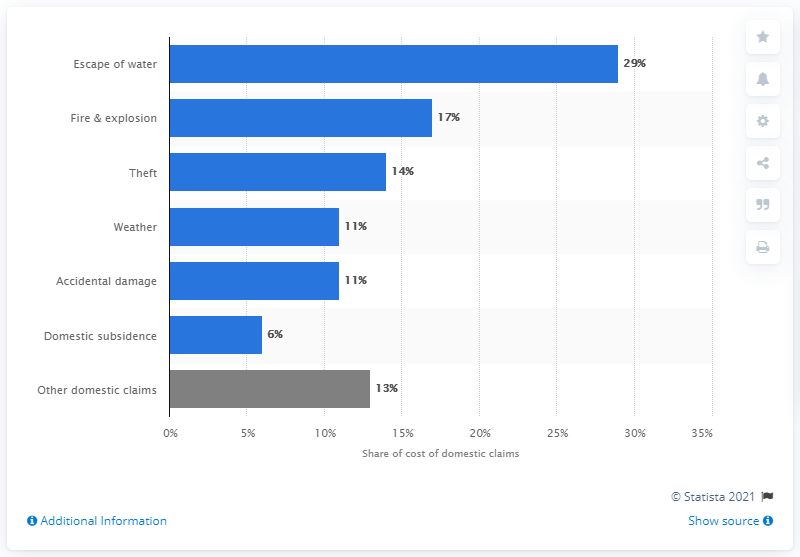 Escape of water 29%
Fire & explosion 17%
Theft 14%
Weather 11%
Accidental damage 11%
Domestic subsidence 6%
Other domestic claims 13%
0% 5% 10% 15% 20% 25% 30% 35%
Share of cost of domestic claims
© Statista 2021
Additional Information Show source